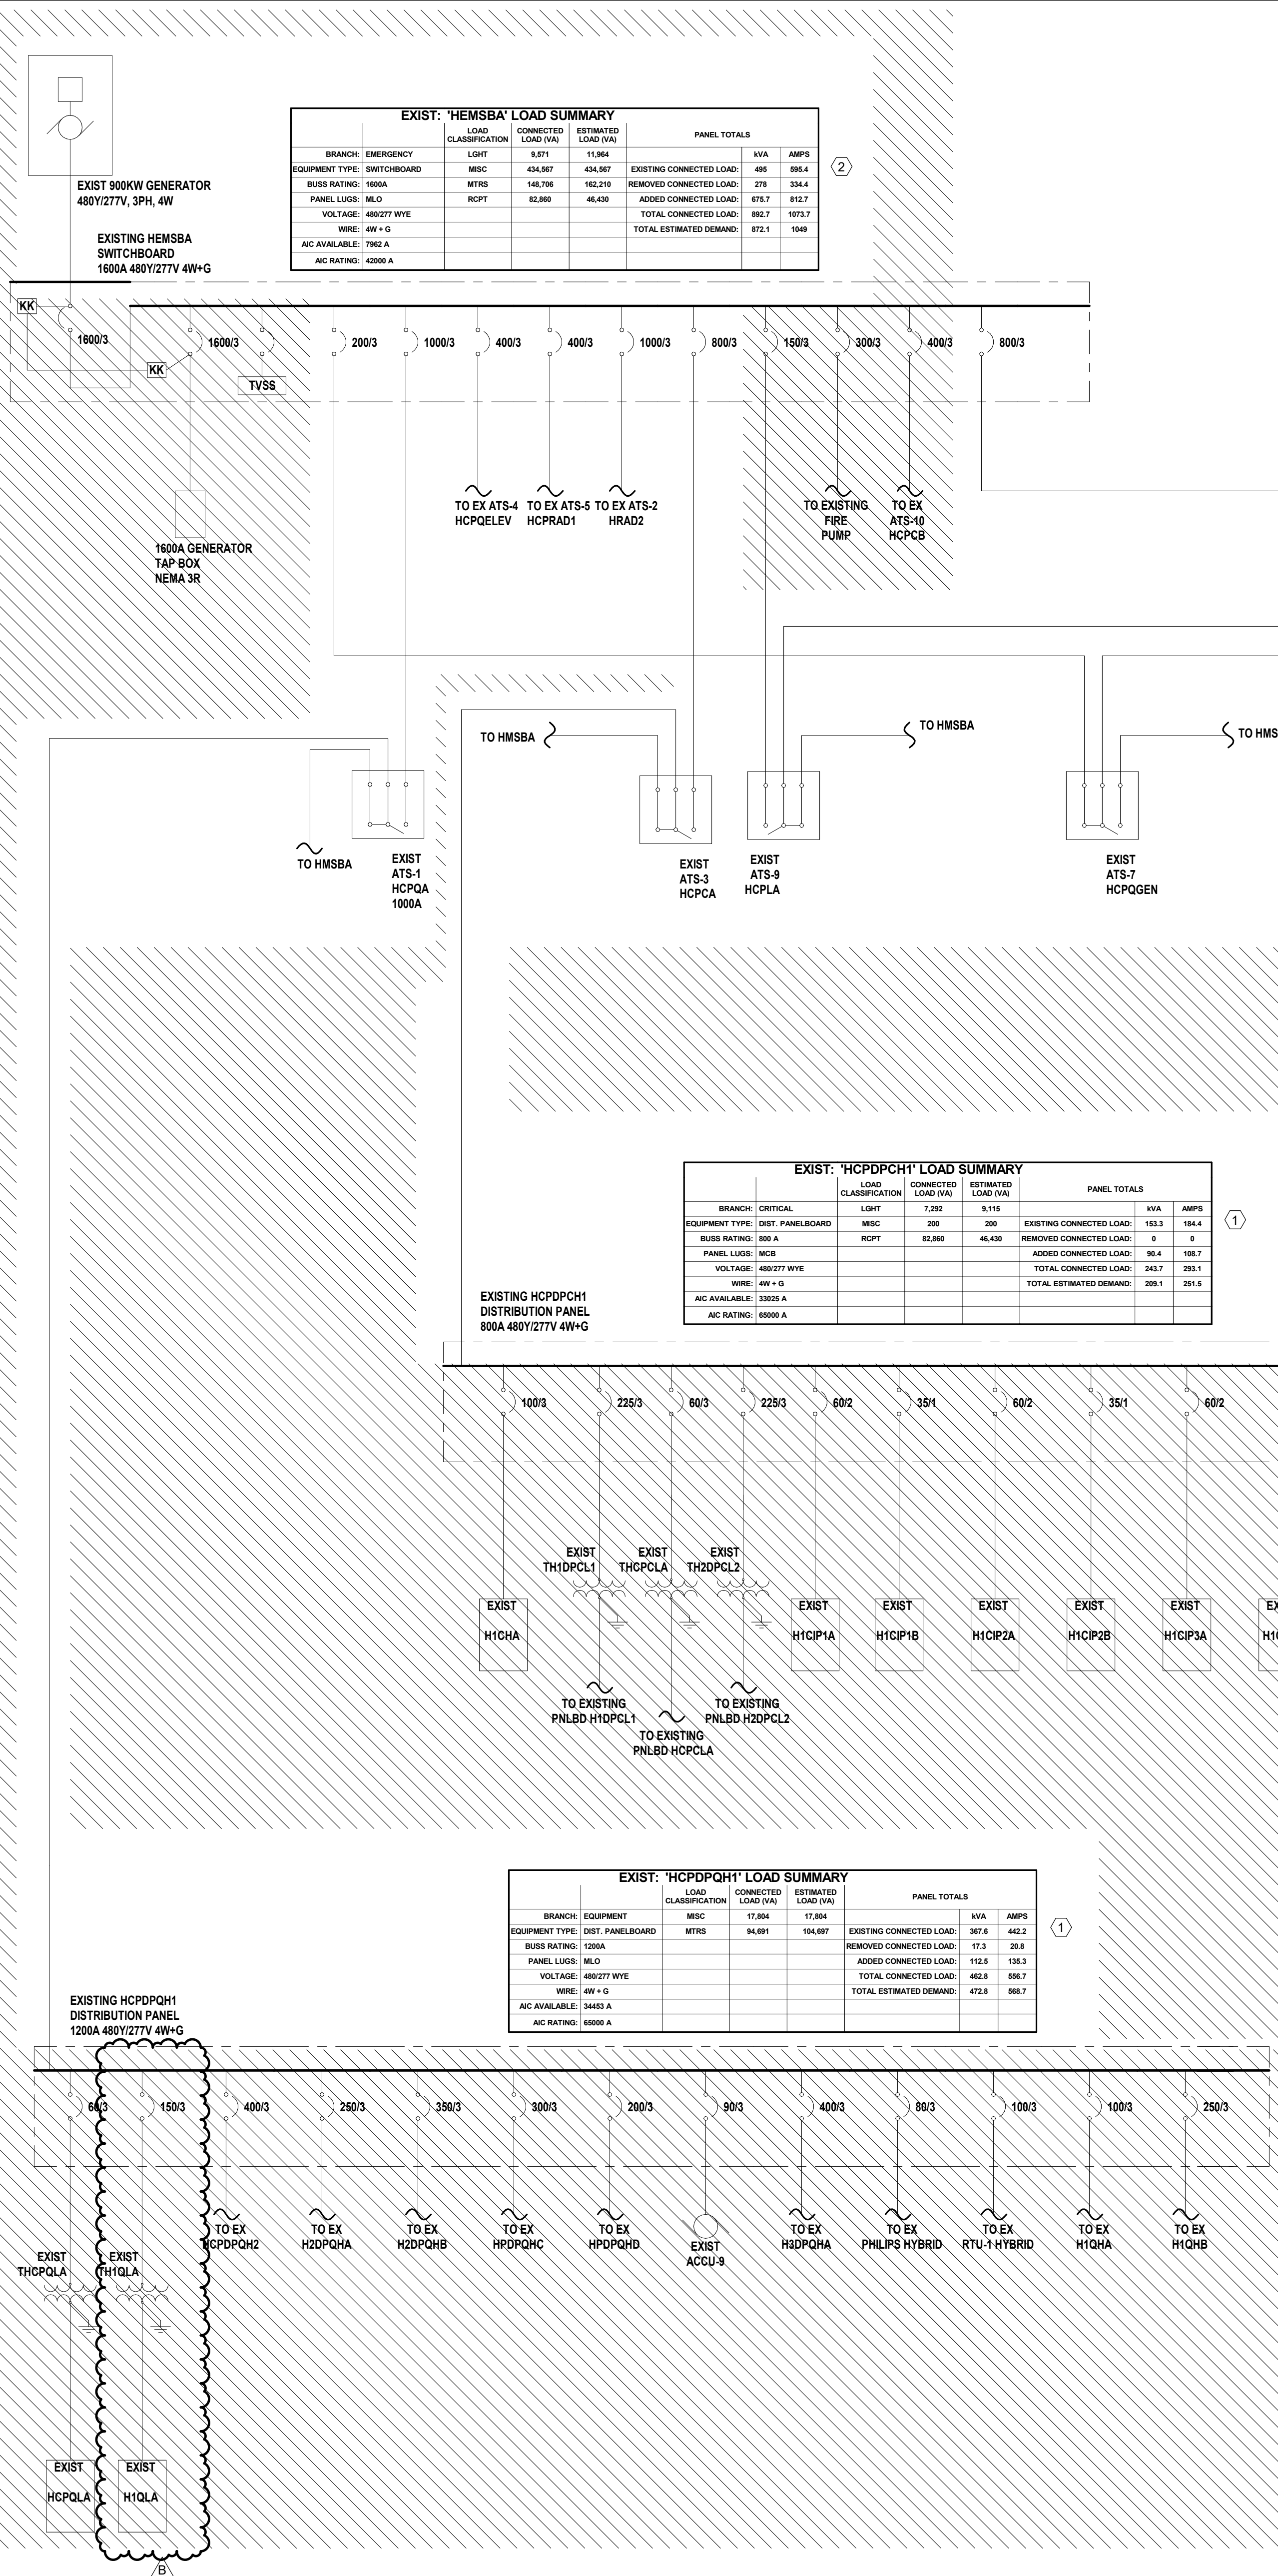 EXIST: 'HEMSBA' LOAD SUMMARY
LOAD CLASSIFICATION CONNECTED LOAD (VA) ESTIMATED LOAD (VA) PANEL TOTALS
BRANCH: EMERGENCY LGHT 9,571 11,964 kVA AMPS
EQUIPMENT TYPE: SWITCHBOARD MISC 434,567 434,567 EXISTING CONNECTED LOAD: 495 595.4
BUSS RATING: 1600A MTRS 148,706 162,210 REMOVED CONNECTED LOAD: 278 334.4
PANEL LUGS: MLO RCPT 82,860 46,430 ADDED CONNECTED LOAD: 675.7 812.7
VOLTAGE: 480/277 WYE TOTAL CONNECTED LOAD: 892.7 1073.7
WIRE: 4W + G TOTAL ESTIMATED DEMAND: 872.1 1049
AIC AVAILABLE: 7962 A
AIC RATING: 42000 A
2
EXIST 900KW GENERATOR
480Y/277V, 3PH, 4W
EXISTING HEMSBA
SWITCHBOARD
1600A 480Y/277V 4W+G
KK
1600/3
KK
1600/3
TVSS
200/3
1000/3
400/3
400/3
1000/3
800/3
150/3
300/3
400/3
800/3
1600A GENERATOR
TAP BOX
NEMA 3R
TO EX ATS-4
HCPQELEV
TO EX ATS-5
HCPRAD1
TO EX ATS-2
HRAD2
TO EXISTING
FIRE
PUMP
TO EX
ATS-10
HCPCB
TO HMSBA
TO HMSBA
TO HMS
TO HMSBA
EXIST
ATS-1
HCPQA
1000A
EXIST
ATS-3
HCPCA
EXIST
ATS-9
HCPLA
EXIST
ATS-7
HCPQGEN
EXIST: 'HCPDPCH1' LOAD SUMMARY
LOAD CLASSIFICATION CONNECTED LOAD (VA) ESTIMATED LOAD (VA) PANEL TOTALS
BRANCH: CRITICAL LGHT 7,292 9,115 kVA AMPS
EQUIPMENT TYPE: DIST. PANELBOARD MISC 200 200 EXISTING CONNECTED LOAD: 153.3 184.4
BUSS RATING: 800 A RCPT 82,860 46,430 REMOVED CONNECTED LOAD: 0 0
PANEL LUGS: MCB ADDED CONNECTED LOAD: 90.4 108.7
VOLTAGE: 480/277 WYE TOTAL CONNECTED LOAD: 243.7 293.1
WIRE: 4W + G TOTAL ESTIMATED DEMAND: 209.1 251.5
AIC AVAILABLE: 33025 A
AIC RATING: 65000 A
1
EXISTING HCPDPCH1
DISTRIBUTION PANEL
800A 480Y/277V 4W+G
100/3
225/3
60/3
225/3
60/2
35/1
60/2
35/1
60/2
EXIST
TH1DPCL1
EXIST
THCPCLA
EXIST
TH2DPCL2
EXIST
H1CHA
EXIST
H1CIP1A
EXIST
H1CIP1B
EXIST
H1CIP2A
EXIST
H1CIP2B
EXIST
H1CIP3A
TO EXISTING
PNLBD H1DPCL1
TO EXISTING
PNLBD HCPCLA
TO EXISTING
PNLBD H2DPCL2
EXIST: 'HCPDPQH1' LOAD SUMMARY
LOAD CLASSIFICATION CONNECTED LOAD (VA) ESTIMATED LOAD (VA) PANEL TOTALS
BRANCH: EQUIPMENT MISC 17,804 17,804 kVA AMPS
EQUIPMENT TYPE: DIST. PANELBOARD MTRS 94,691 104,697 EXISTING CONNECTED LOAD: 367.6 442.2
BUSS RATING: 1200A REMOVED CONNECTED LOAD: 17.3 20.8
PANEL LUGS: MLO ADDED CONNECTED LOAD: 112.5 135.3
VOLTAGE: 480/277 WYE TOTAL CONNECTED LOAD: 462.8 556.7
WIRE: 4W + G TOTAL ESTIMATED DEMAND: 472.8 568.7
AIC AVAILABLE: 34453 A
AIC RATING: 65000 A
1
EXISTING HCPDPQH1
DISTRIBUTION PANEL
1200A 480Y/277V 4W+G
60/3
150/3
400/3
250/3
350/3
300/3
200/3
90/3
400/3
80/3
100/3
100/3
250/3
TO EX
HCPDPQH2
TO EX
H2DPQHA
TO EX
H2DPQHB
TO EX
HPDPQHC
TO EX
HPDPQHD
EXIST
ACCU-9
TO EX
H3DPQHA
TO EX
PHILIPS HYBRID
TO EX
RTU-1 HYBRID
TO EX
H1QHA
TO EX
H1QHB
EXIST
THCPQLA
EXIST
TH1QLA
EXIST
HCPQLA
EXIST
H1QLA
B